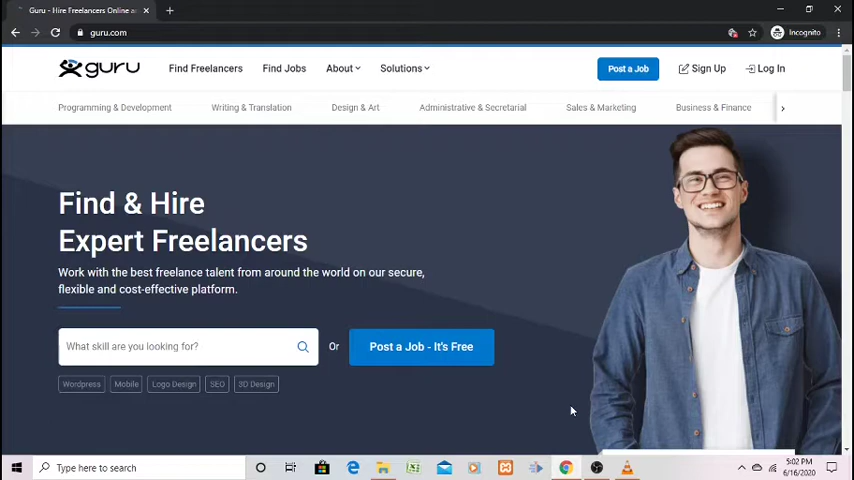 Guru - Hire Freelancers Online a
guru.com
Incognito
guru
Find Freelancers
Find Jobs
About
Solutions
Post a Job
Sign Up
Log In
Programming & Development
Writing & Translation
Design & Art
Administrative & Secretarial
Sales & Marketing
Business & Finance
Find & Hire
Expert Freelancers
Work with the best freelance talent from around the world on our secure,
flexible and cost-effective platform.
What skill are you looking for?
Or
Post a Job - It's Free
Wordpress
Mobile
Logo Design
SEO
3D Design
Type here to search
5:02 PM
6/16/2020